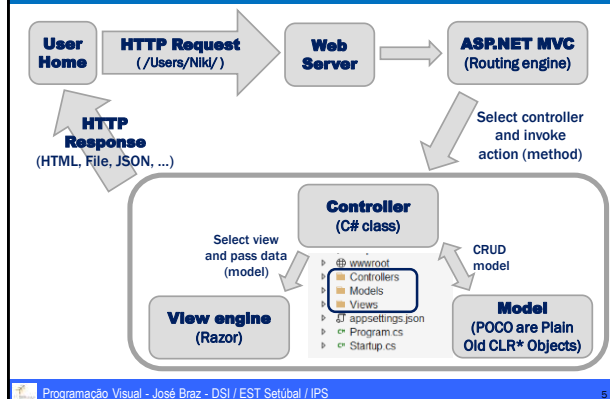 User
Home
HTTP Request
( /Users/Niki/ )
Web
Server
ASP.NET MVC
(Routing engine)
HTTP
Response
(HTML, File, JSON, ...)
Select controller
and invoke
action (method)
Controller
(C# class)
Select view
and pass data
(model)
wwwroot
Controllers
Models
Views
appsettings.json
C# Program.cs
C# Startup.cs
CRUD
model
View engine
(Razor)
Model
(POCO are Plain
Old CLR* Objects)
Programação Visual - José Braz - DSI / EST Setúbal / IPS
5